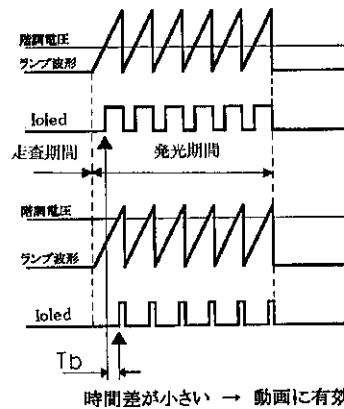 階調電圧
ランプ波形
Ioled
走査期間
発光期間
階調電圧
ランプ波形
Ioled
Tb
時間差が小さい → 動画に有効